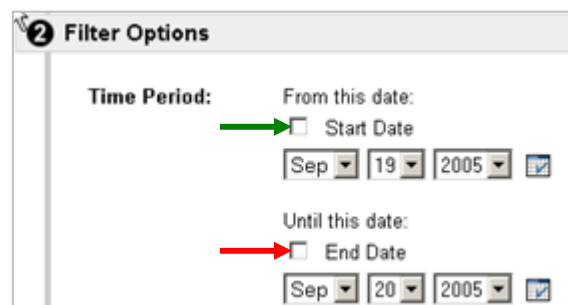 2 Filter Options
Time Period: From this date:
Start Date
Sep 19 2005
Until this date:
End Date
Sep 20 2005